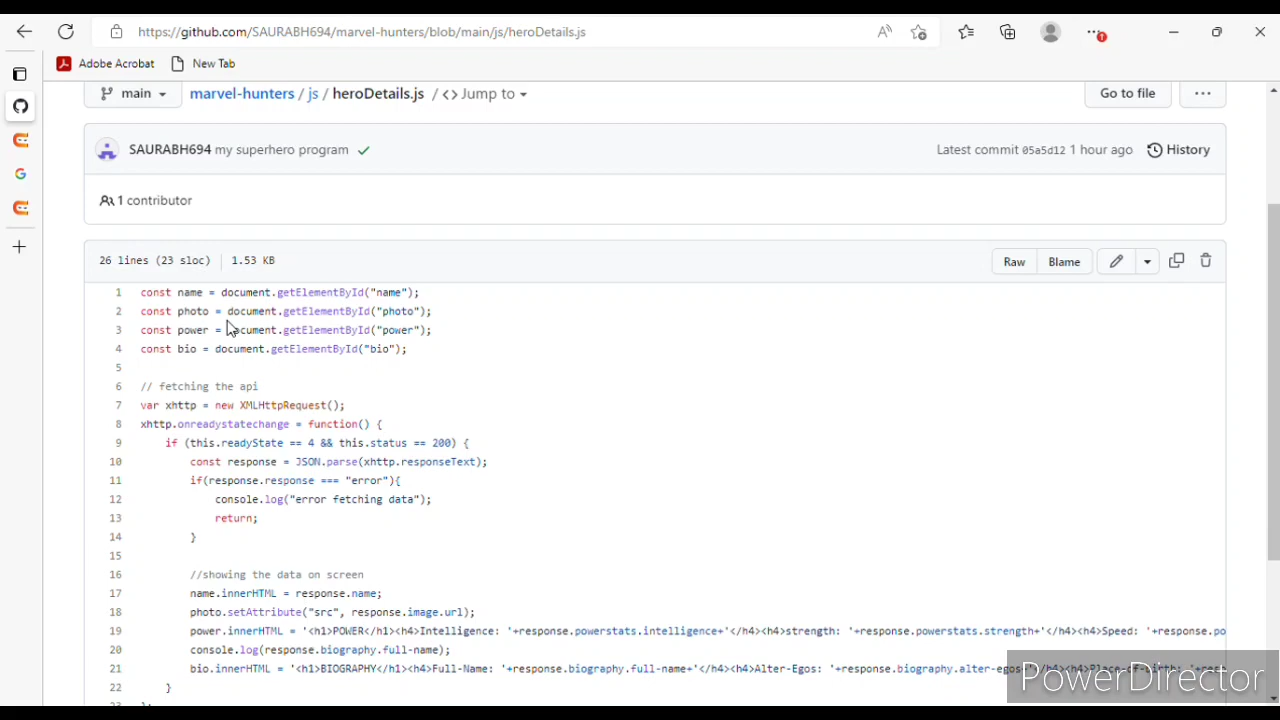 https://github.com/SAURABH694/marvel-hunters/blob/main/js/heroDetails.js
Adobe Acrobat New Tab
main marvel-hunters / js / heroDetails.js / <> Jump to
Go to file ...
SAURABH694 my superhero program
Latest commit 05a5d12 1 hour ago History
1 contributor
26 lines (23 sloc) 1.53 KB
Raw Blame
1 const name = document.getElementById("name");
2 const photo = document.getElementById("photo");
3 const power = document.getElementById("power");
4 const bio = document.getElementById("bio");
5
6 // fetching the api
7 var xhttp = new XMLHttpRequest();
8 xhttp.onreadystatechange = function() {
9 if (this.readyState == 4 && this.status == 200) {
10 const response = JSON.parse(xhttp.responseText);
11 if(response.response === "error"){
12 console.log("error fetching data");
13 return;
14 }
15
16 //showing the data on screen
17 name.innerHTML = response.name;
18 photo.setAttribute("src", response.image.url);
19 power.innerHTML = '<h1>POWER</h1><h4>Intelligence: '+response.powerstats.intelligence+'</h4><h4>strength: '+response.powerstats.strength+'</h4><h4>Speed: '+response.po
20 console.log(response.biography.full-name);
21 bio.innerHTML = '<h1>BIOGRAPHY</h1><h4>Full-Name: '+response.biography.full-name+'</h4><h4>Alter-Egos: '+response.biography.alter-egos
22 }
PowerDirector